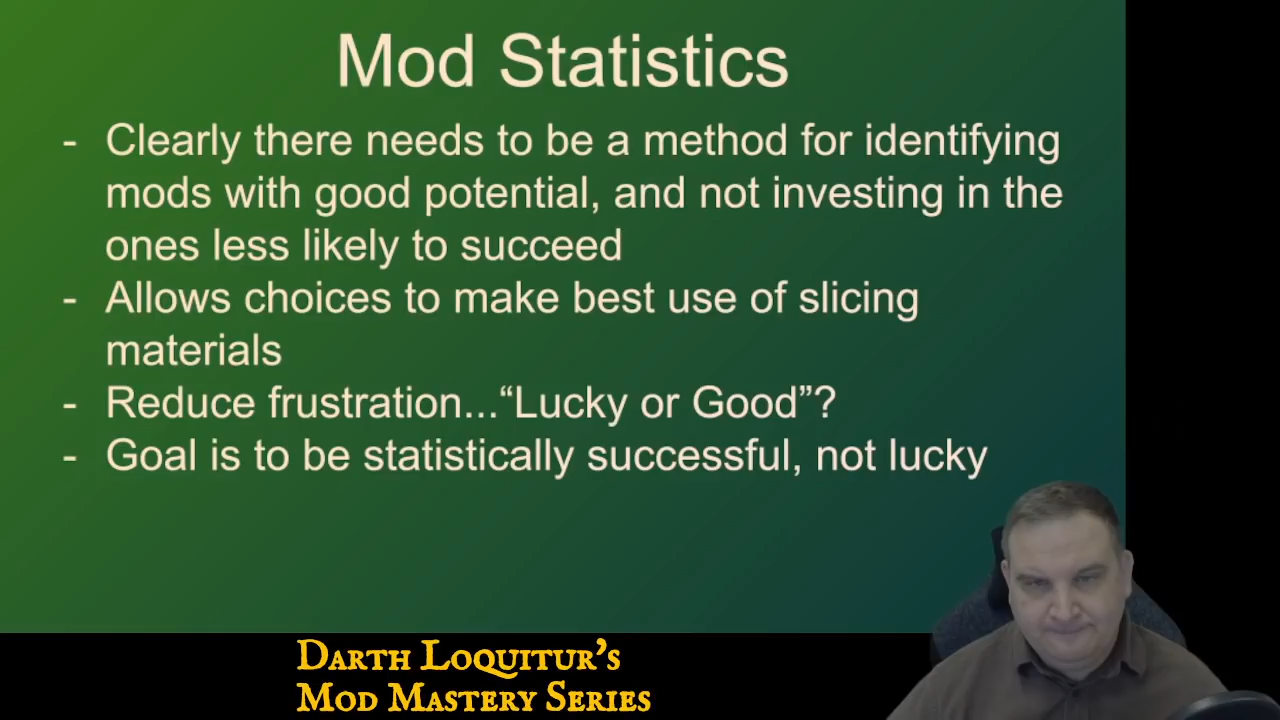 Mod Statistics
- Clearly there needs to be a method for identifying
mods with good potential, and not investing in the
ones less likely to succeed
- Allows choices to make best use of slicing
materials
- Reduce frustration...“Lucky or Good”?
- Goal is to be statistically successful, not lucky
Darth Loquitur's
Mod Mastery Series